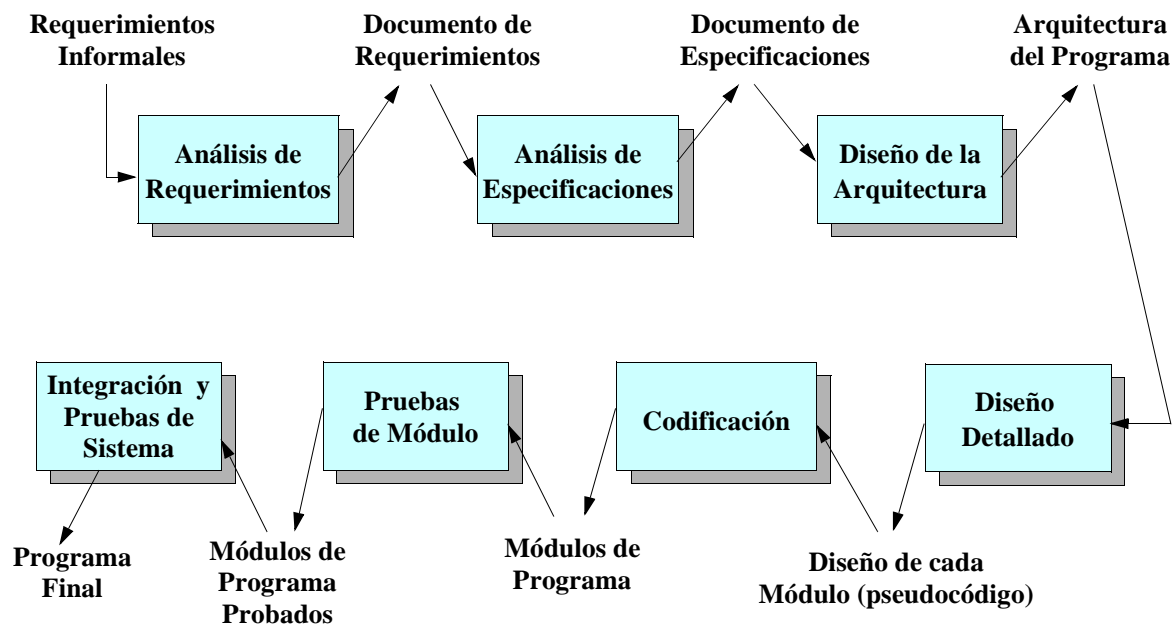 Requerimientos
Informales
Documento de
Requerimientos
Documento de
Especificaciones
Arquitectura
del Programa
Análisis de
Requerimientos
Análisis de
Especificaciones
Diseño de la
Arquitectura
Integración y
Pruebas de
Sistema
Pruebas
de Módulo
Codificación
Diseño
Detallado
Programa
Final
Módulos de
Programa
Probados
Módulos de
Programa
Diseño de cada
Módulo (pseudocódigo)